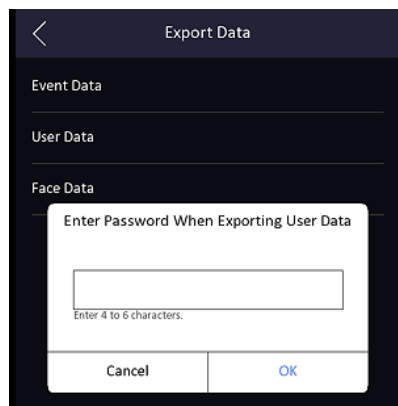 Export Data
Event Data
User Data
Face Data
Enter Password When Exporting User Data
Enter 4 to 6 characters.
Cancel
OK